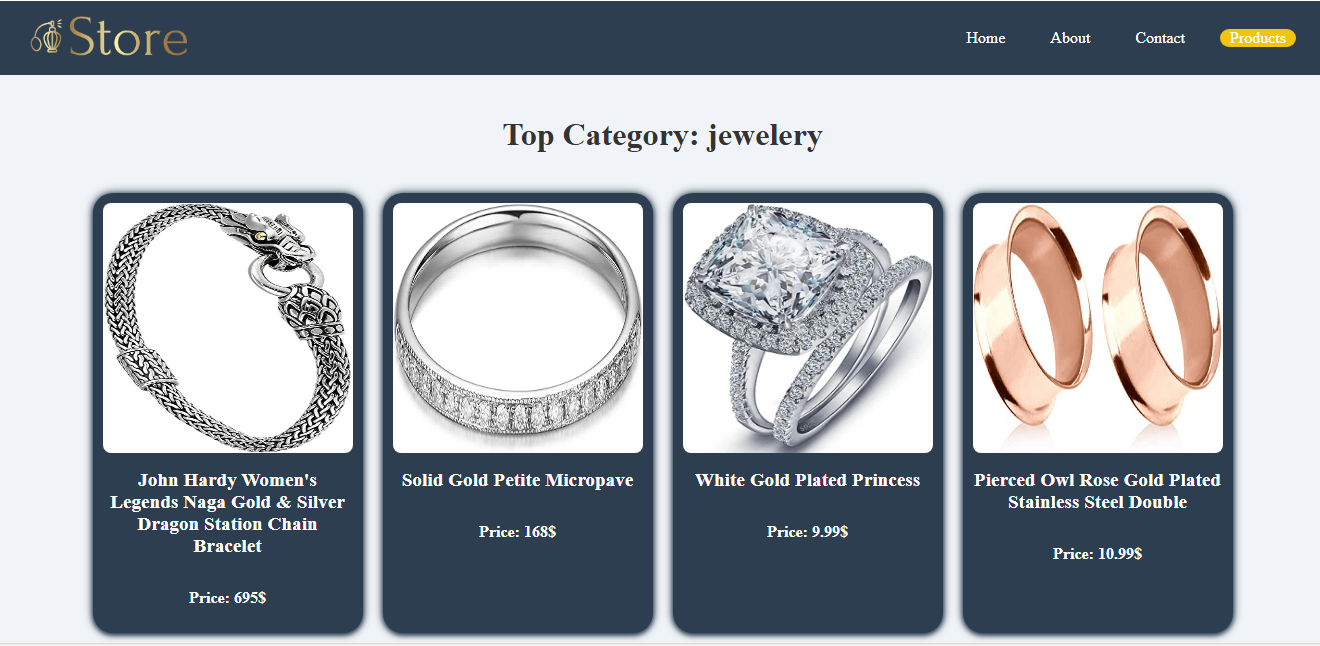 Store
Home About Contact Products
Top Category: jewelery
John Hardy Women's
Legends Naga Gold & Silver
Dragon Station Chain
Bracelet
Price: 695$
Solid Gold Petite Micropave
Price: 168$
White Gold Plated Princess
Price: 9.99$
Pierced Owl Rose Gold Plated
Stainless Steel Double
Price: 10.99$